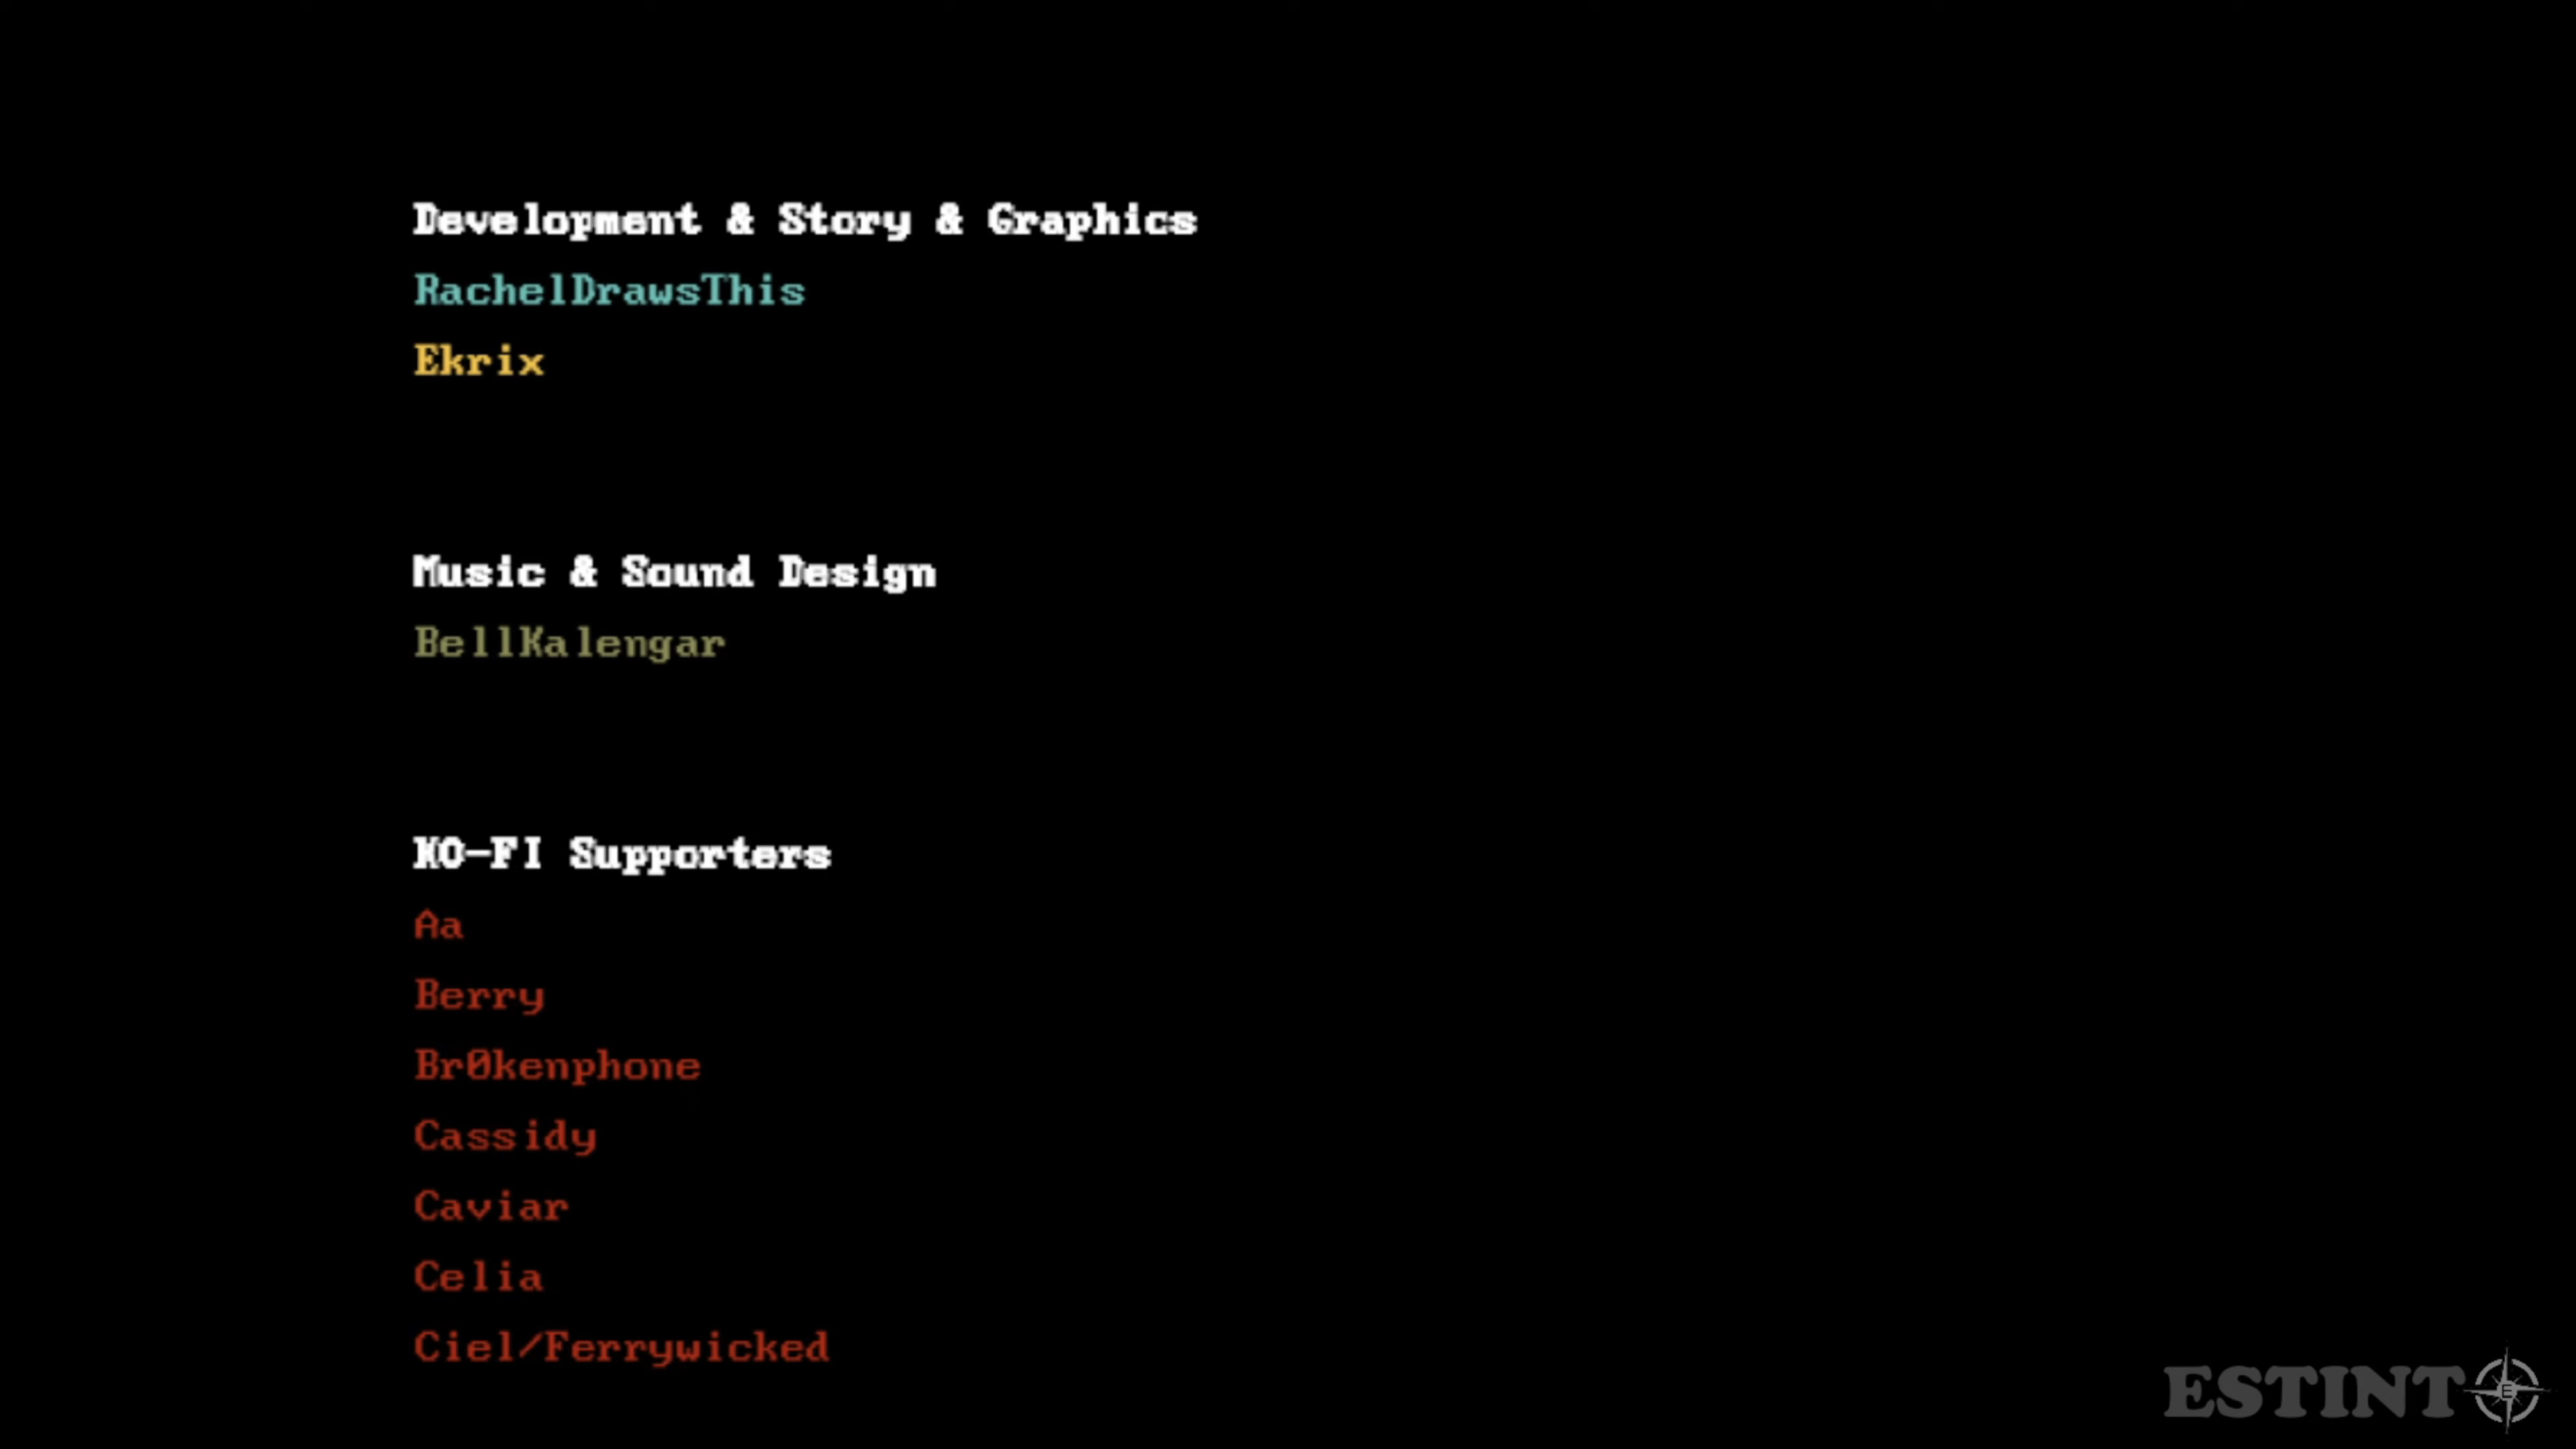 Development & Story & Graphics
RachelDrawsThis
Ekrix
Music & Sound Design
BellKalengar
KO-FI Supporters
Aa
Berry
Br0kenphone
Cassidy
Caviar
Celia
Ciel/Ferrywicked
ESTINT
E